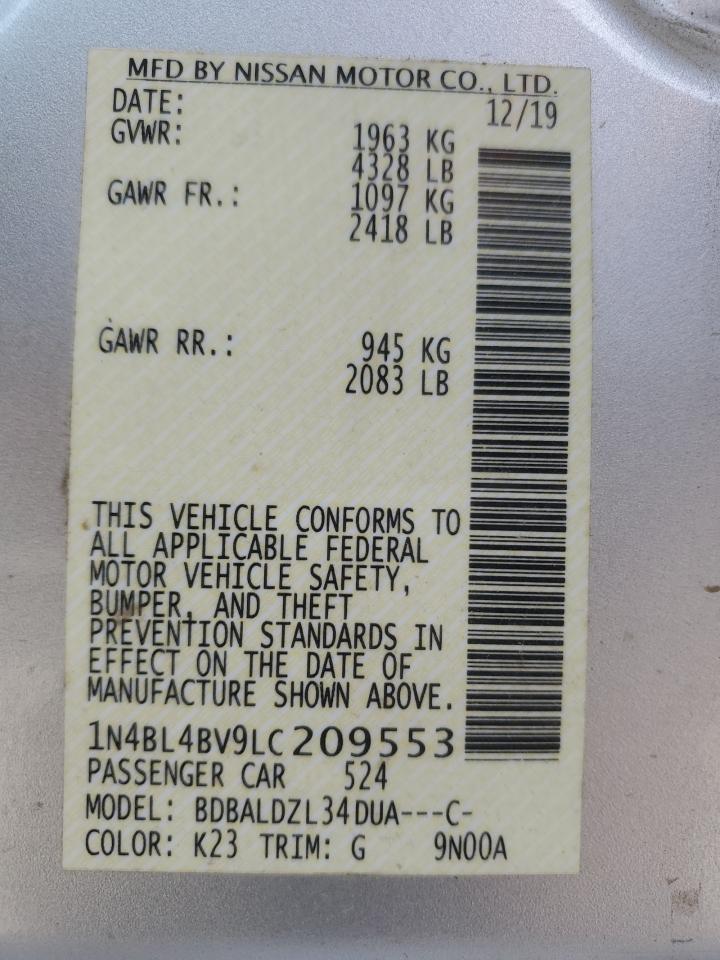 MFD BY NISSAN MOTOR CO., LTD.
DATE: 12/19
GVWR: 1963 KG
4328 LB
GAWR FR.: 1097 KG
2418 LB
GAWR RR.: 945 KG
2083 LB
THIS VEHICLE CONFORMS TO
ALL APPLICABLE FEDERAL
MOTOR VEHICLE SAFETY,
BUMPER, AND THEFT
PREVENTION STANDARDS IN
EFFECT ON THE DATE OF
MANUFACTURE SHOWN ABOVE.
1N4BL4BV9LC209553
PASSENGER CAR 524
MODEL: BDBALDZL34DUA---C-
COLOR: K23 TRIM: G 9N00A